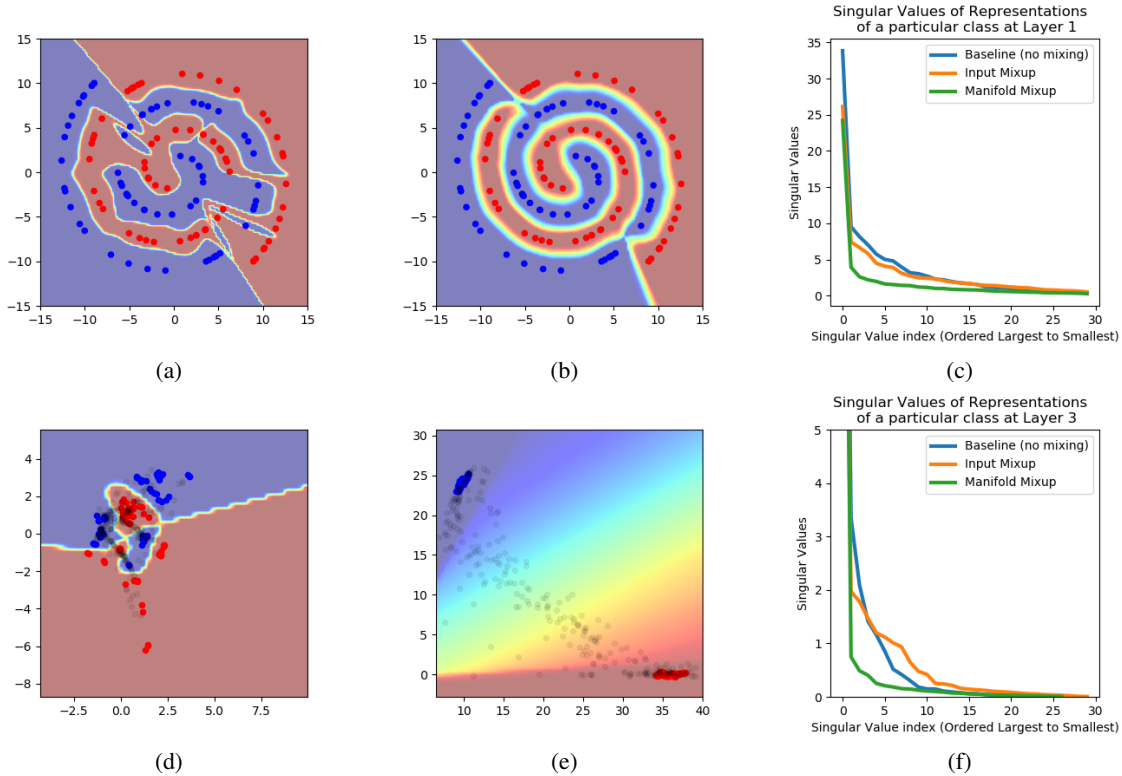 15
10
5
0
−5
−10
−15
−15 −10 −5 0 5 10 15
(a)
15
10
5
0
−5
−10
−15
−15 −10 −5 0 5 10 15
(b)
Singular Values of Representations
of a particular class at Layer 1
Baseline (no mixing)
Input Mixup
Manifold Mixup
Singular Values
35
30
25
20
15
10
5
0
0 5 10 15 20 25 30
Singular Value index (Ordered Largest to Smallest)
(c)
4
2
0
−2
−4
−6
−8
−2.5 0.0 2.5 5.0 7.5
(d)
30
25
20
15
10
5
0
10 15 20 25 30 35 40
(e)
Singular Values of Representations
of a particular class at Layer 3
Baseline (no mixing)
Input Mixup
Manifold Mixup
Singular Values
5
4
3
2
1
0
0 5 10 15 20 25 30
Singular Value index (Ordered Largest to Smallest)
(f)